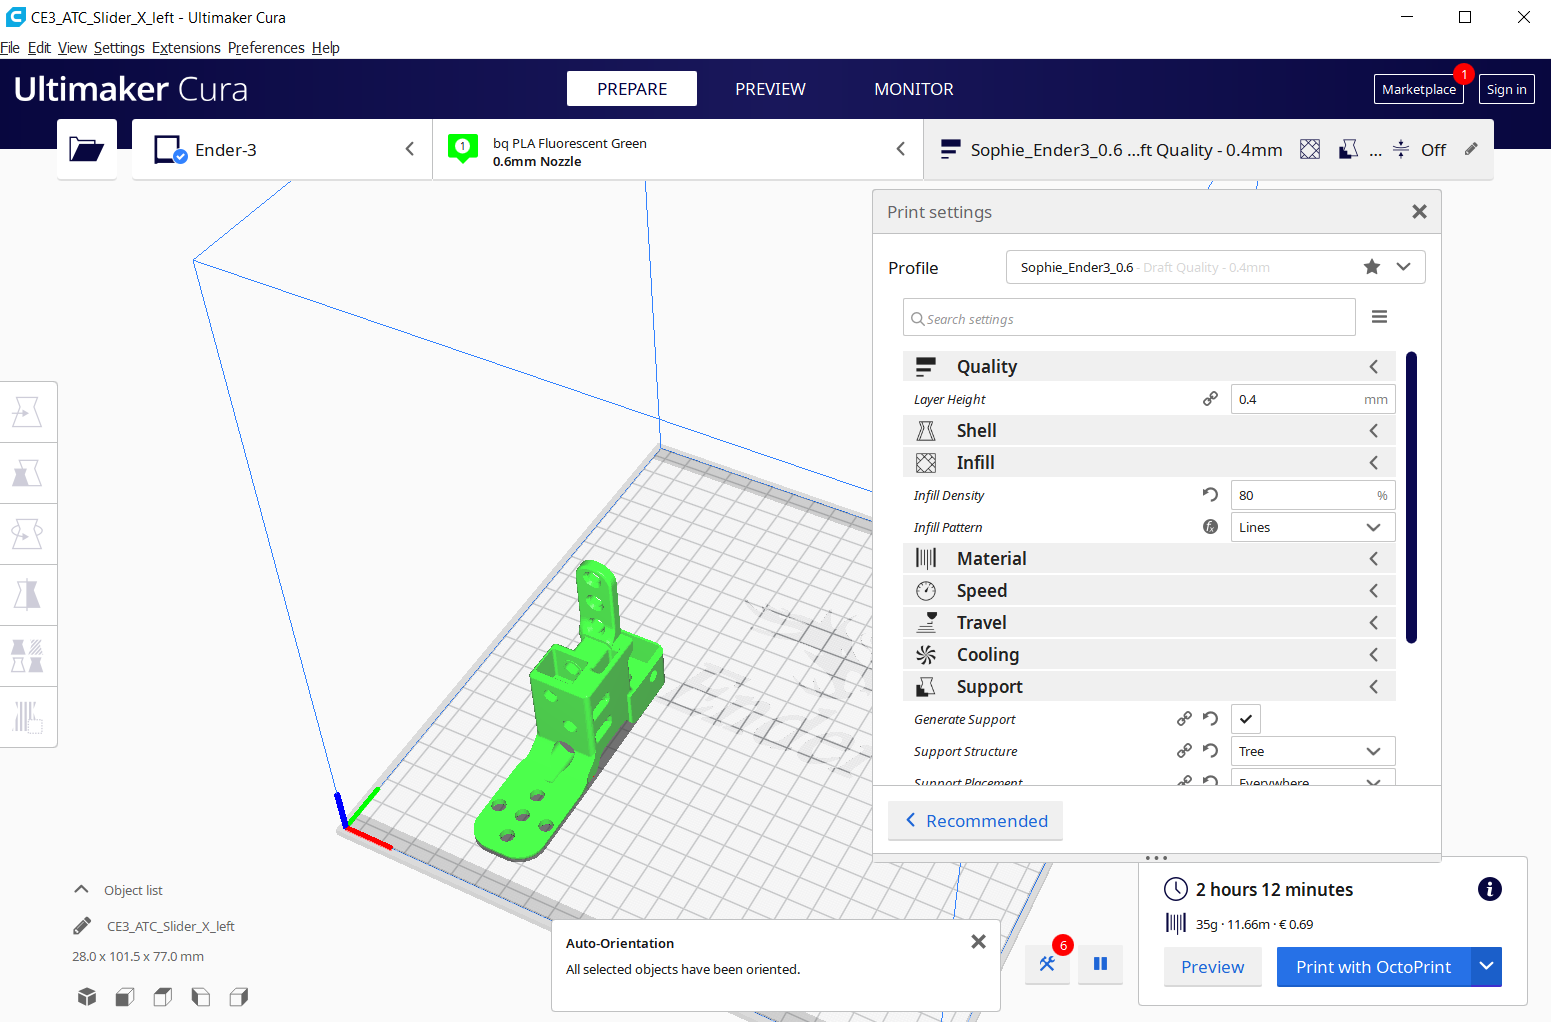 CE3_ATC_Slider_X_left - Ultimaker Cura
File Edit View Settings Extensions Preferences Help
Ultimaker Cura
PREPARE
PREVIEW
MONITOR
Marketplace
1
Sign in
Ender-3
1
bq PLA Fluorescent Green
0.6mm Nozzle
Sophie_Ender3_0.6 ...ft Quality - 0.4mm
...
Off
Print settings
Profile
Sophie_Ender3_0.6 - Draft Quality - 0.4mm
Search settings
Quality
Layer Height
0.4 mm
Shell
Infill
Infill Density
80 %
Infill Pattern
Lines
Material
Speed
Travel
Cooling
Support
Generate Support
Support Structure
Tree
Support Placement
Everywhere
Recommended
Object list
CE3_ATC_Slider_X_left
28.0 x 101.5 x 77.0 mm
Auto-Orientation
All selected objects have been oriented.
6
2 hours 12 minutes
35g · 11.66m · € 0.69
Preview
Print with OctoPrint